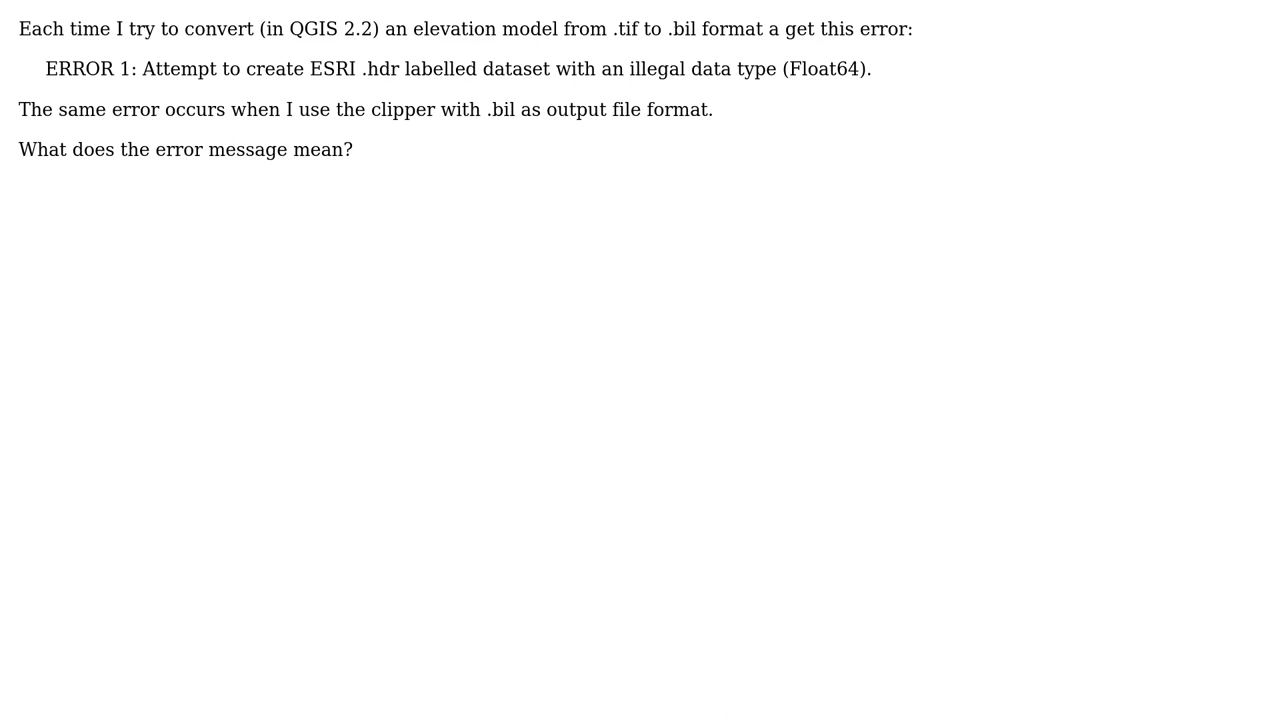 Each time I try to convert (in QGIS 2.2) an elevation model from .tif to .bil format a get this error:
ERROR 1: Attempt to create ESRI .hdr labelled dataset with an illegal data type (Float64).
The same error occurs when I use the clipper with .bil as output file format.
What does the error message mean?